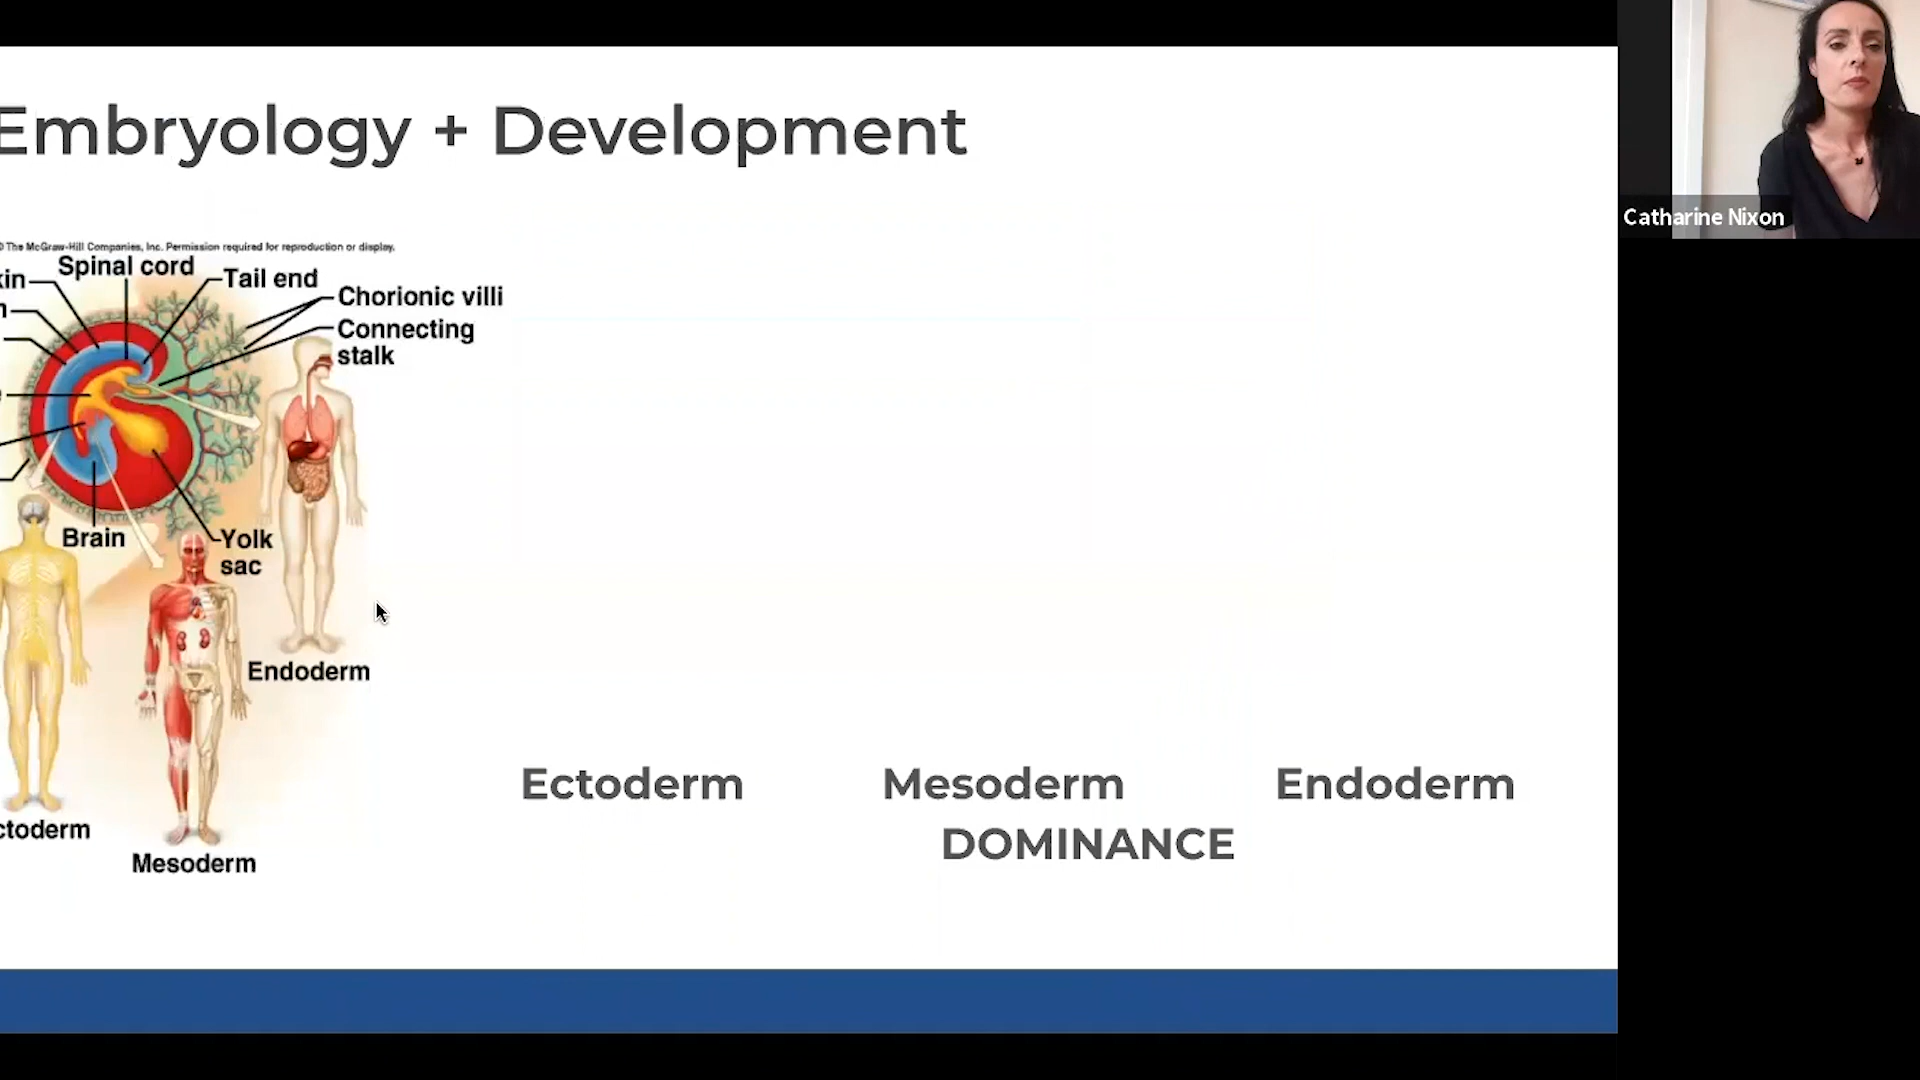 Embryology + Development
The McGraw-Hill Companies, Inc. Permission required for reproduction or display.
Spinal cord
Tail end
Chorionic villi
Connecting
stalk
Brain
Yolk
sac
Endoderm
ctoderm
Mesoderm
Ectoderm Mesoderm Endoderm
DOMINANCE
Catharine Nixon